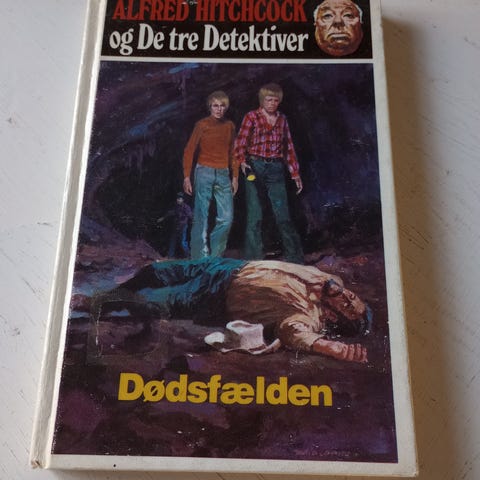 ALFRED HITCHCOCK
og De tre Detektiver
Dødsfælden